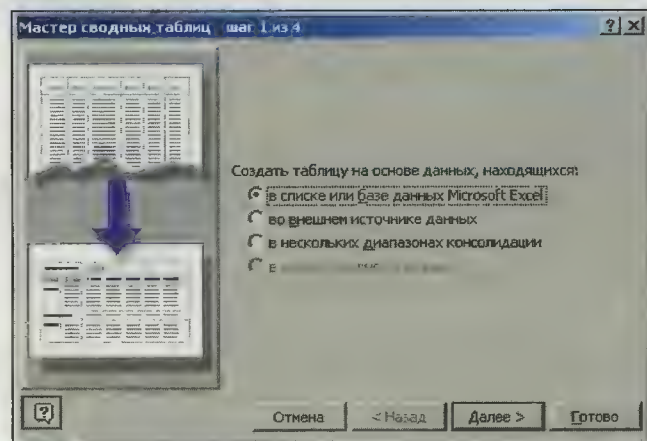 Мастер сводных таблиц шаг 1 из 4
Создать таблицу на основе данных, находящихся:
в списке или базе данных Microsoft Excel
во внешнем источнике данных
в нескольких диапазонах консолидации
в
Отмена
< Назад
Далее >
Готово